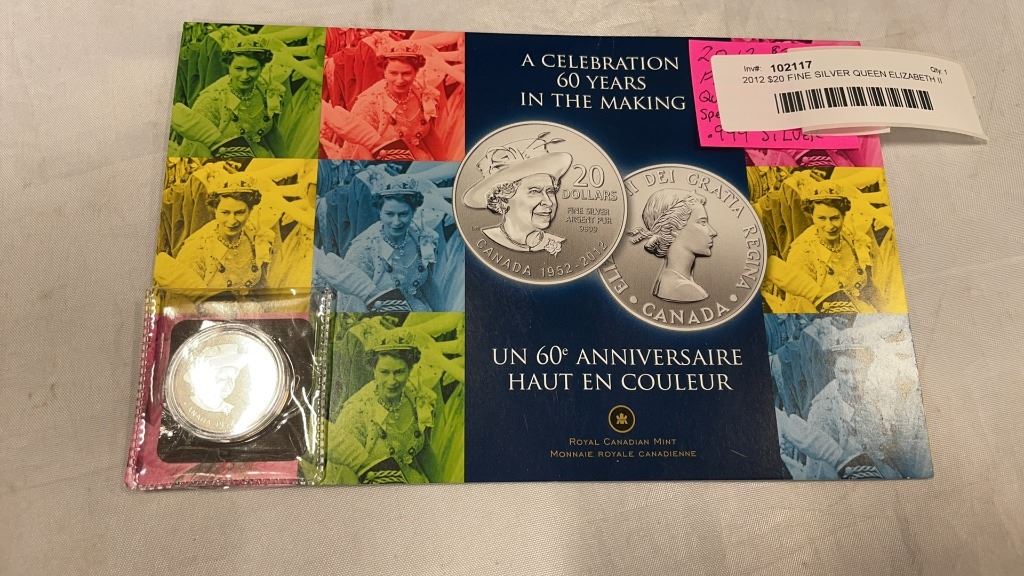 A CELEBRATION
60 YEARS
IN THE MAKING
20
DOLLARS
FINE SILVER
ARGENT PUR
9999
CANADA 1952-2012
DEI GRATIA REGINA
• CANADA •
UN 60e ANNIVERSAIRE
HAUT EN COULEUR
ROYAL CANADIAN MINT
MONNAIE ROYALE CANADIENNE
Inv#: 102117
Qty: 1
2012 $20 FINE SILVER QUEEN ELIZABETH II
2012
.999 SILVER